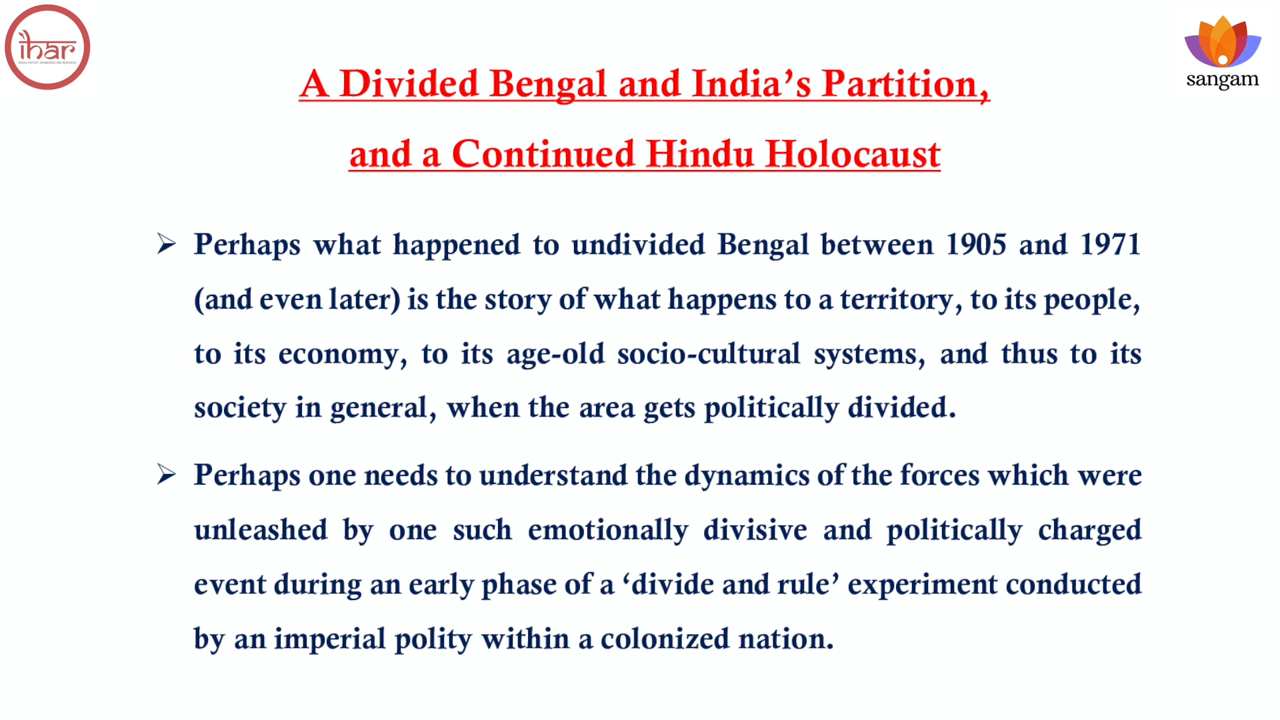 ihar
sangam
A Divided Bengal and India’s Partition,
and a Continued Hindu Holocaust
➢ Perhaps what happened to undivided Bengal between 1905 and 1971
(and even later) is the story of what happens to a territory, to its people,
to its economy, to its age-old socio-cultural systems, and thus to its
society in general, when the area gets politically divided.
➢ Perhaps one needs to understand the dynamics of the forces which were
unleashed by one such emotionally divisive and politically charged
event during an early phase of a ‘divide and rule’ experiment conducted
by an imperial polity within a colonized nation.